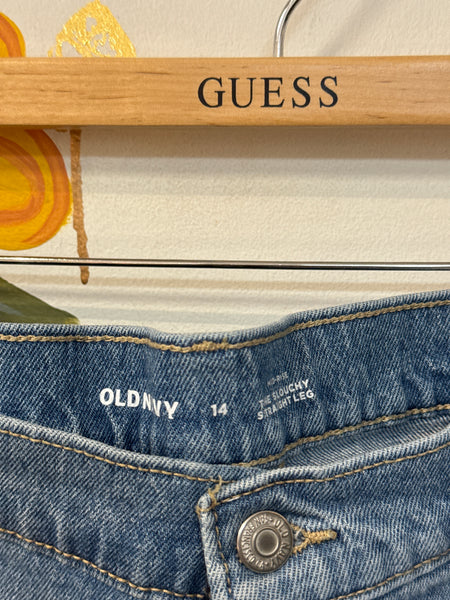 GUESS
OLD NAVY 14
THE SLOUCHY
STRAIGHT LEG